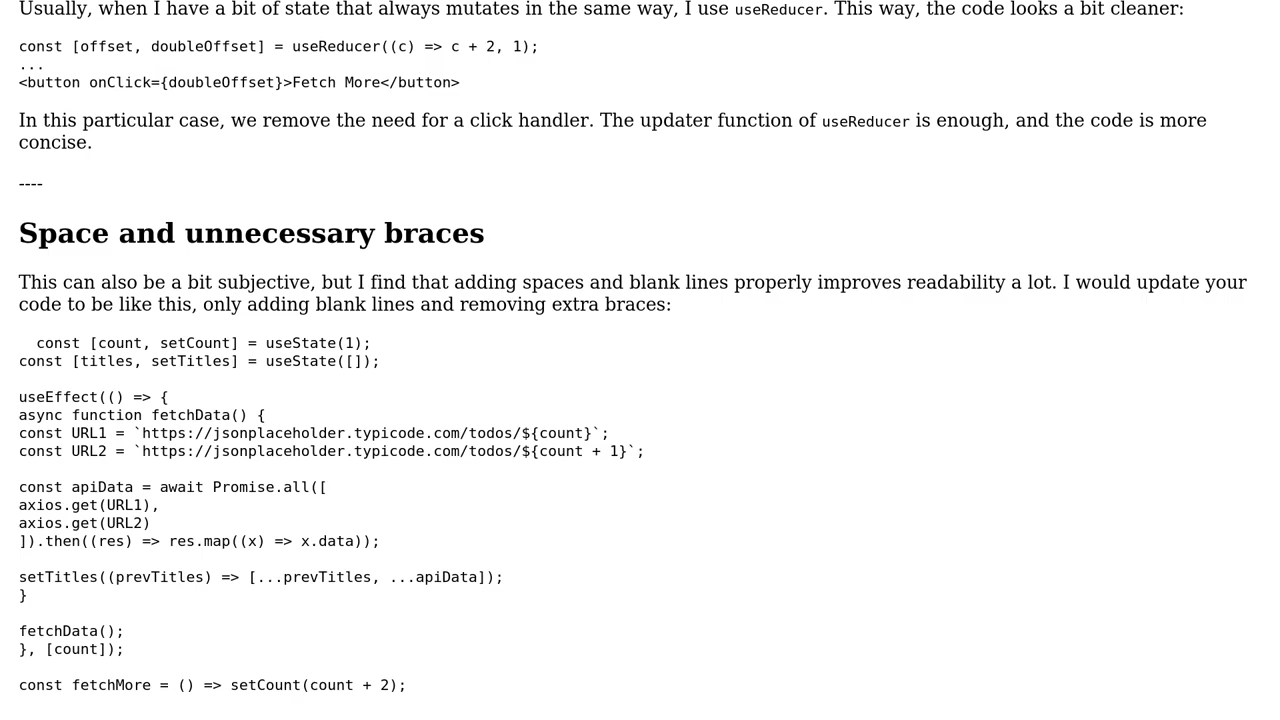 Usually, when I have a bit of state that always mutates in the same way, I use useReducer. This way, the code looks a bit cleaner:
const [offset, doubleOffset] = useReducer((c) => c + 2, 1);
...
<button onClick={doubleOffset}>Fetch More</button>
In this particular case, we remove the need for a click handler. The updater function of useReducer is enough, and the code is more
concise.
----
Space and unnecessary braces
This can also be a bit subjective, but I find that adding spaces and blank lines properly improves readability a lot. I would update your
code to be like this, only adding blank lines and removing extra braces:
  const [count, setCount] = useState(1);
const [titles, setTitles] = useState([]);
useEffect(() => {
async function fetchData() {
const URL1 = `https://jsonplaceholder.typicode.com/todos/${count}`;
const URL2 = `https://jsonplaceholder.typicode.com/todos/${count + 1}`;
const apiData = await Promise.all([
axios.get(URL1),
axios.get(URL2)
]).then((res) => res.map((x) => x.data));
setTitles((prevTitles) => [...prevTitles, ...apiData]);
}
fetchData();
}, [count]);
const fetchMore = () => setCount(count + 2);